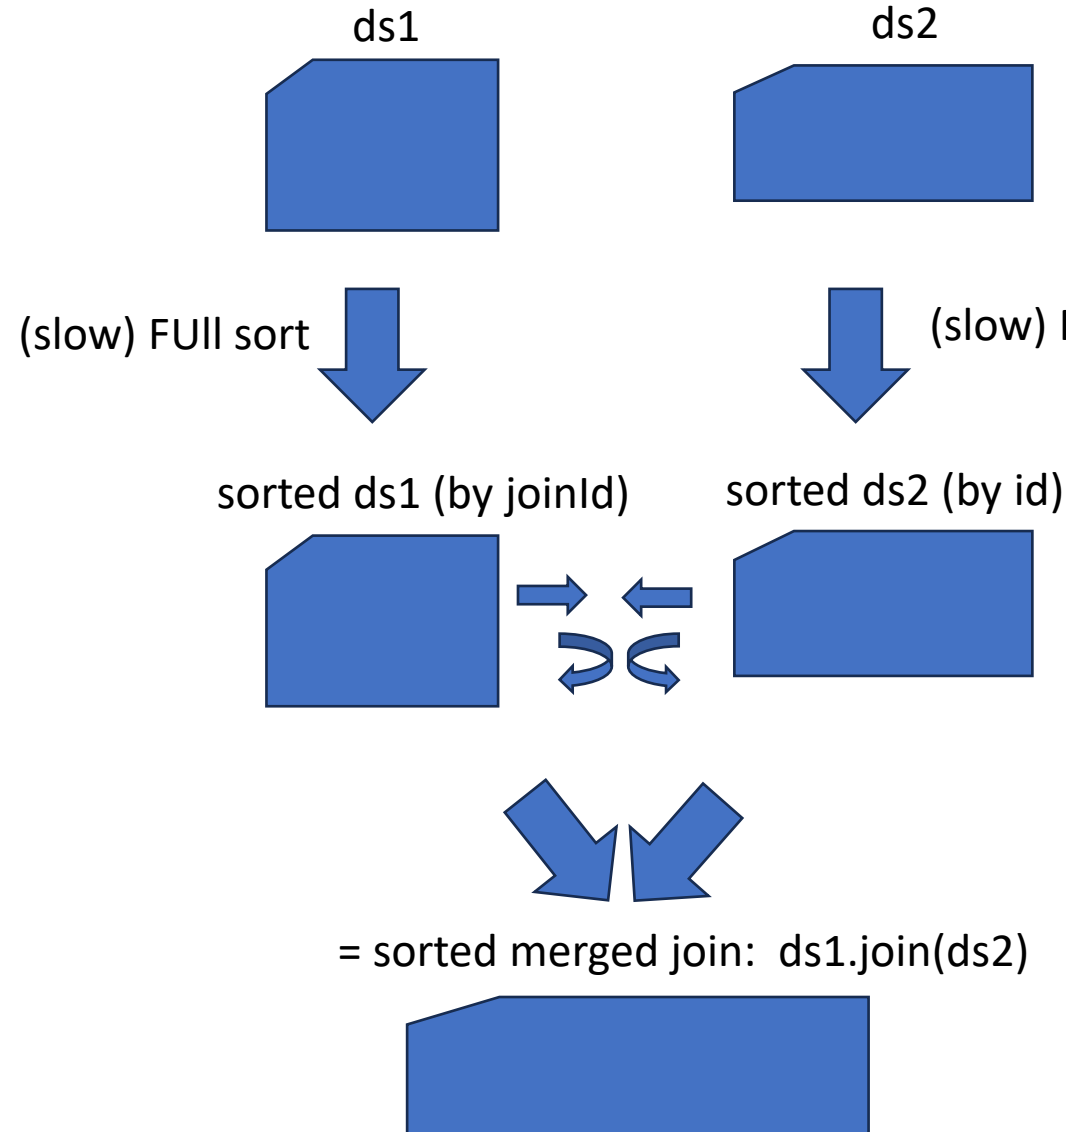 ds1
ds2
(slow) FUll sort
(slow)
sorted ds1 (by joinId)
sorted ds2 (by id)
= sorted merged join:  ds1.join(ds2)